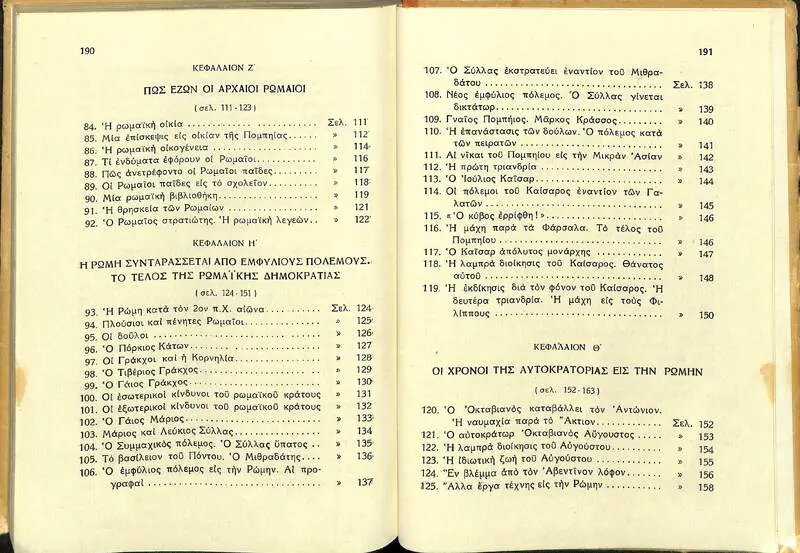 190
ΚΕΦΑΛΑΙΟΝ Ζ΄
ΠΩΣ ΕΖΩΝ ΟΙ ΑΡΧΑΙΟΙ ΡΩΜΑΙΟΙ
(σελ. 111-123)
84. Ἡ ρωμαϊκὴ οἰκία ........ Σελ. 111
85. Μία ἐπίσκεψις εἰς οἰκίαν τῆς Πομπηίας...... » 112
86. Ἡ ρωμαϊκὴ οἰκογένεια ........ » 114
87. Τί ἐνδύματα ἐφόρουν οἱ Ρωμαῖοι........ » 116
88. Πῶς ἀνετρέφοντο οἱ Ρωμαῖοι παῖδες........ » 117
89. Οἱ Ρωμαῖοι παῖδες εἰς τὸ σχολεῖον........ » 118
90. Μία ρωμαϊκὴ βιβλιοθήκη ........ » 119
91. Ἡ θρησκεία τῶν Ρωμαίων ........ » 121
92. Ὁ Ρωμαῖος στρατιώτης. Ἡ ρωμαϊκὴ λεγεών.. » 122
ΚΕΦΑΛΑΙΟΝ Η΄
Η ΡΩΜΗ ΣΥΝΤΑΡΑΣΣΕΤΑΙ ΑΠΟ ΕΜΦΥΛΙΟΥΣ ΠΟΛΕΜΟΥΣ.
ΤΟ ΤΕΛΟΣ ΤΗΣ ΡΩΜΑΪΚΗΣ ΔΗΜΟΚΡΑΤΙΑΣ
(σελ. 124-151)
93. Ἡ Ρώμη κατὰ τὸν 2ον π.Χ. αἰῶνα........ Σελ. 124
94. Πλούσιοι καὶ πένητες Ρωμαῖοι........ » 125
95. Οἱ δοῦλοι ........ » 126
96. Ὁ Πόρκιος Κάτων........ » 127
97. Οἱ Γράκχοι καὶ ἡ Κορνηλία........ » 128
98. Ὁ Τιβέριος Γράκχος........ » 129
99. Ὁ Γάιος Γράκχος........ » 130
100. Οἱ ἐσωτερικοὶ κίνδυνοι τοῦ ρωμαϊκοῦ κράτους » 131
101. Οἱ ἐξωτερικοὶ κίνδυνοι τοῦ ρωμαϊκοῦ κράτους » 132
102. Ὁ Γάιος Μάριος........ » 133
103. Μάριος καὶ Λεύκιος Σύλλας........ » 134
104. Ὁ Συμμαχικὸς πόλεμος. Ὁ Σύλλας ὕπατος .. » 135
105. Τὸ βασίλειον τοῦ Πόντου. Ὁ Μιθραδάτης.... » 136
106. Ὁ ἐμφύλιος πόλεμος εἰς τὴν Ρώμην. Αἱ προ-
γραφαὶ ........ » 137
191
107. Ὁ Σύλλας ἐκστρατεύει ἐναντίον τοῦ Μιθρα-
δάτου ........ Σελ. 138
108. Νέος ἐμφύλιος πόλεμος. Ὁ Σύλλας γίνεται
δικτάτωρ........ » 139
109. Γναῖος Πομπήιος. Μάρκος Κράσσος........ » 140
110. Ἡ ἐπανάστασις τῶν δούλων. Ὁ πόλεμος κατὰ
τῶν πειρατῶν ........ » 141
111. Αἱ νῖκαι τοῦ Πομπηίου εἰς τὴν Μικρὰν Ἀσίαν » 142
112. Ἡ πρώτη τριανδρία ........ » 143
113. Ὁ Ἰούλιος Καῖσαρ........ » 144
114. Οἱ πόλεμοι τοῦ Καίσαρος ἐναντίον τῶν Γα-
λατῶν ........ » 145
115. «Ὁ κύβος ἐρρίφθη!»........ » 146
116. Ἡ μάχη παρὰ τὰ Φάρσαλα. Τὸ τέλος τοῦ
Πομπηίου ........ » 146
117. Ὁ Καῖσαρ ἀπόλυτος μονάρχης ........ » 147
118. Ἡ λαμπρὰ διοίκησις τοῦ Καίσαρος. Θάνατος
αὐτοῦ ........ » 148
119. Ἡ ἐκδίκησις διὰ τὸν φόνον τοῦ Καίσαρος. Ἡ
δευτέρα τριανδρία. Ἡ μάχη εἰς τοὺς Φι-
λίππους ........ » 150
ΚΕΦΑΛΑΙΟΝ Θ΄
ΟΙ ΧΡΟΝΟΙ ΤΗΣ ΑΥΤΟΚΡΑΤΟΡΙΑΣ ΕΙΣ ΤΗΝ ΡΩΜΗΝ
(σελ. 152-163)
120. Ὁ Ὀκταβιανὸς καταβάλλει τὸν Ἀντώνιον.
Ἡ ναυμαχία παρὰ τὸ Ἄκτιον........ Σελ. 152
121. Ὁ αὐτοκράτωρ Ὀκταβιανὸς Αὔγουστος ..... » 153
122. Ἡ λαμπρὰ διοίκησις τοῦ Αὐγούστου........ » 154
123. Ἡ ἰδιωτικὴ ζωὴ τοῦ Αὐγούστου ........ » 155
124. Ἓν βλέμμα ἀπὸ τὸν Ἀβεντῖνον λόφον........ » 156
125. Ἄλλα ἔργα τέχνης εἰς τὴν Ρώμην ........ » 158